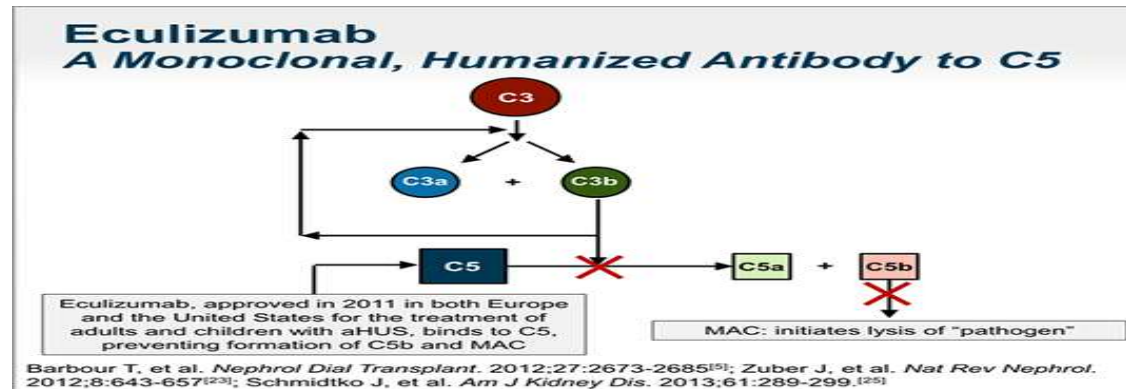 Eculizumab
A Monoclonal, Humanized Antibody to C5
C3
C3a + C3b
C5
C5a + C5b
Eculizumab, approved in 2011 in both Europe
and the United States for the treatment of
adults and children with aHUS, binds to C5,
preventing formation of C5b and MAC
MAC: initiates lysis of "pathogen"
Barbour T, et al. Nephrol Dial Transplant. 2012;27:2673-2685[5]; Zuber J, et al. Nat Rev Nephrol.
2012;8:643-657[23]; Schmidtko J, et al. Am J Kidney Dis. 2013;61:289-299.[25]